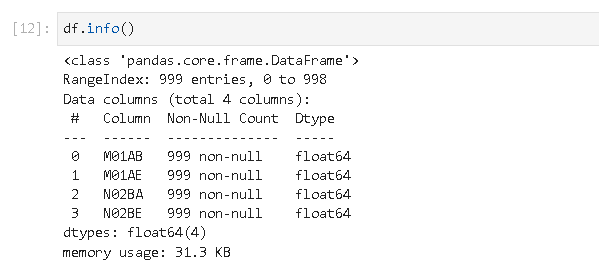 [12]: df.info()
<class 'pandas.core.frame.DataFrame'>
RangeIndex: 999 entries, 0 to 998
Data columns (total 4 columns):
 #   Column  Non-Null Count  Dtype
---  ------  --------------  -----
 0   M01AB   999 non-null    float64
 1   M01AE   999 non-null    float64
 2   N02BA   999 non-null    float64
 3   N02BE   999 non-null    float64
dtypes: float64(4)
memory usage: 31.3 KB